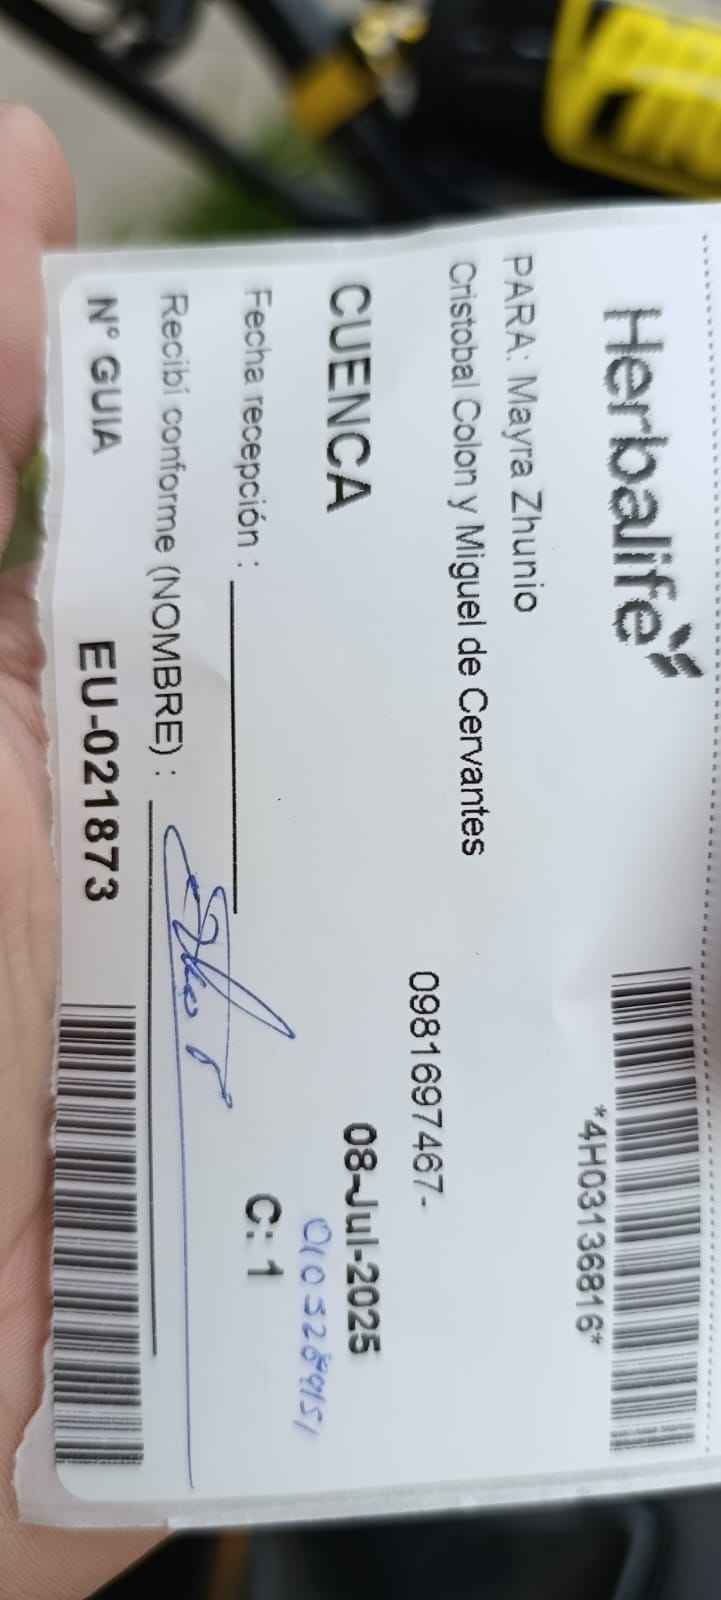 Herbalife
*4H03136816*
PARA: Mayra Zhunio
Cristobal Colon y Miguel de Cervantes
0981697467-
CUENCA
08-Jul-2025
0103289151
Fecha recepción :
C: 1
Recibí conforme (NOMBRE) :
N° GUIA
EU-021873